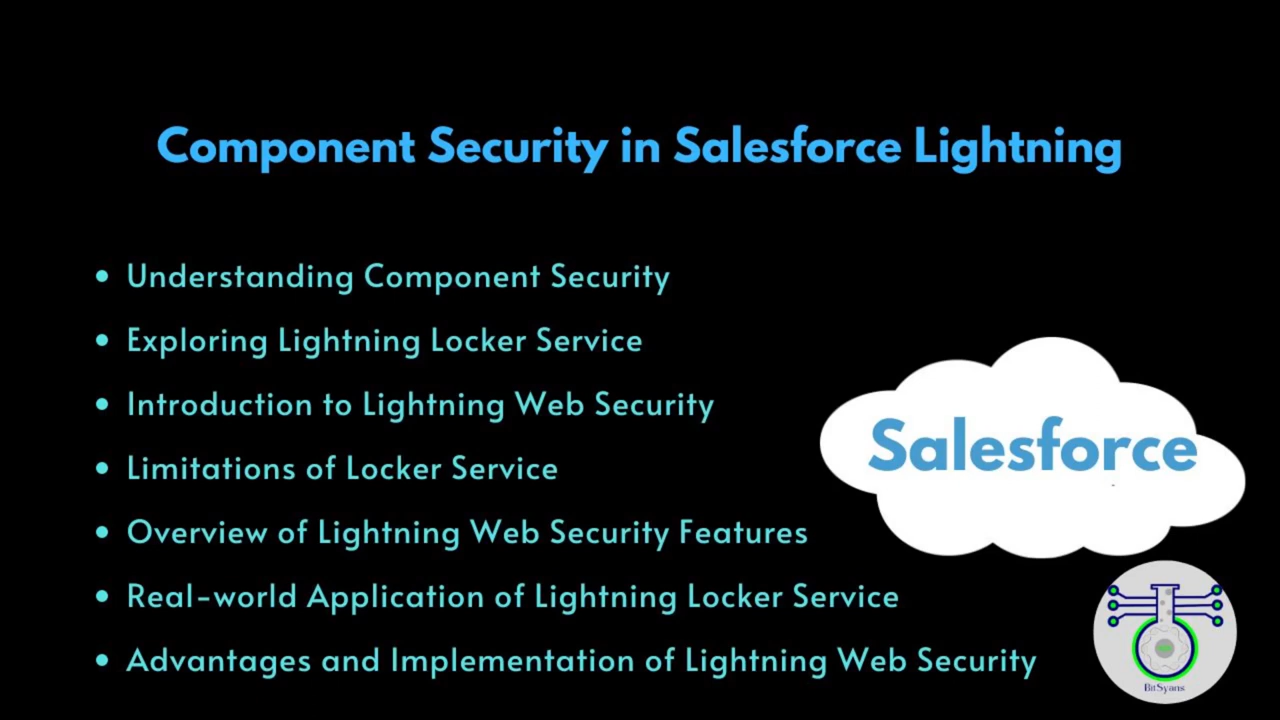 Component Security in Salesforce Lightning
• Understanding Component Security
• Exploring Lightning Locker Service
• Introduction to Lightning Web Security
• Limitations of Locker Service
• Overview of Lightning Web Security Features
• Real-world Application of Lightning Locker Service
• Advantages and Implementation of Lightning Web Security
Salesforce
BitSyans